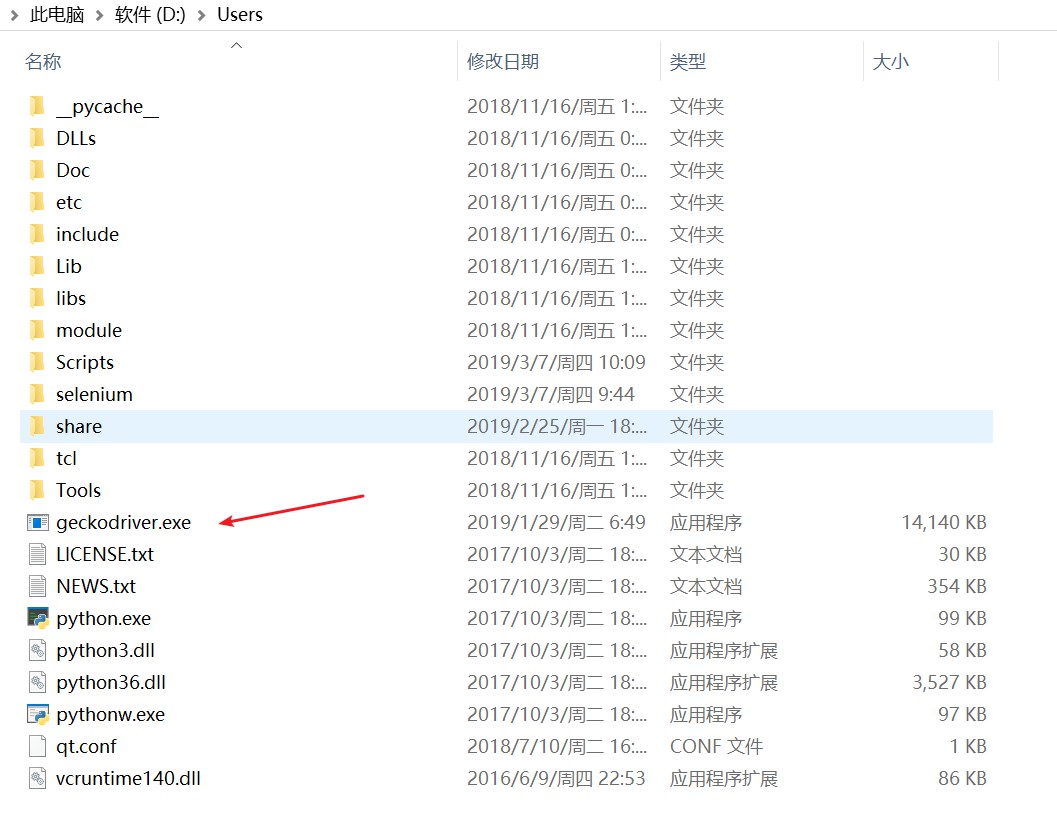 此电脑 软件 (D:) Users
名称 修改日期 类型 大小
__pycache__ 2018/11/16/周五 1:... 文件夹
DLLs 2018/11/16/周五 0:... 文件夹
Doc 2018/11/16/周五 0:... 文件夹
etc 2018/11/16/周五 0:... 文件夹
include 2018/11/16/周五 0:... 文件夹
Lib 2018/11/16/周五 1:... 文件夹
libs 2018/11/16/周五 1:... 文件夹
module 2018/11/16/周五 1:... 文件夹
Scripts 2019/3/7/周四 10:09 文件夹
selenium 2019/3/7/周四 9:44 文件夹
share 2019/2/25/周一 18:... 文件夹
tcl 2018/11/16/周五 1:... 文件夹
Tools 2018/11/16/周五 1:... 文件夹
geckodriver.exe 2019/1/29/周二 6:49 应用程序 14,140 KB
LICENSE.txt 2017/10/3/周二 18:... 文本文档 30 KB
NEWS.txt 2017/10/3/周二 18:... 文本文档 354 KB
python.exe 2017/10/3/周二 18:... 应用程序 99 KB
python3.dll 2017/10/3/周二 18:... 应用程序扩展 58 KB
python36.dll 2017/10/3/周二 18:... 应用程序扩展 3,527 KB
pythonw.exe 2017/10/3/周二 18:... 应用程序 97 KB
qt.conf 2018/7/10/周二 16:... CONF 文件 1 KB
vcruntime140.dll 2016/6/9/周四 22:53 应用程序扩展 86 KB